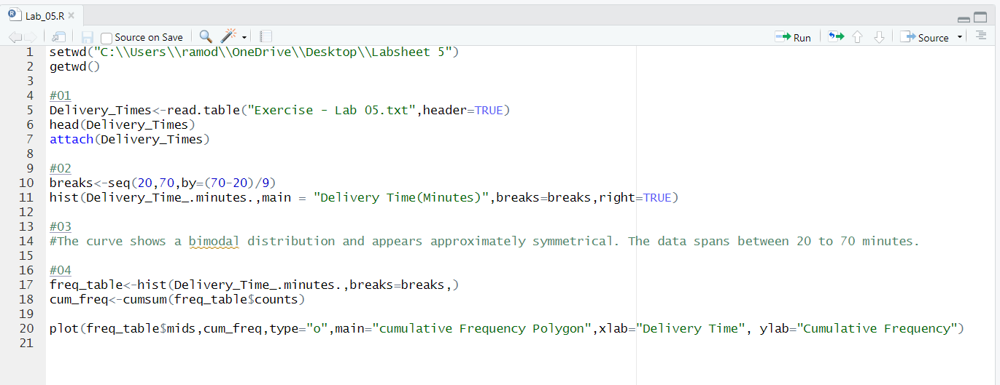 Lab_05.R
Source on Save
Run
Source
1 setwd("C:\\Users\\ramod\\OneDrive\\Desktop\\Labsheet 5")
2 getwd()
3
4 #01
5 Delivery_Times<-read.table("Exercise - Lab 05.txt",header=TRUE)
6 head(Delivery_Times)
7 attach(Delivery_Times)
8
9 #02
10 breaks<-seq(20,70,by=(70-20)/9)
11 hist(Delivery_Time_.minutes.,main = "Delivery Time(Minutes)",breaks=breaks,right=TRUE)
12
13 #03
14 #The curve shows a bimodal distribution and appears approximately symmetrical. The data spans between 20 to 70 minutes.
15
16 #04
17 freq_table<-hist(Delivery_Time_.minutes.,breaks=breaks,)
18 cum_freq<-cumsum(freq_table$counts)
19
20 plot(freq_table$mids,cum_freq,type="o",main="cumulative Frequency Polygon",xlab="Delivery Time", ylab="Cumulative Frequency")
21